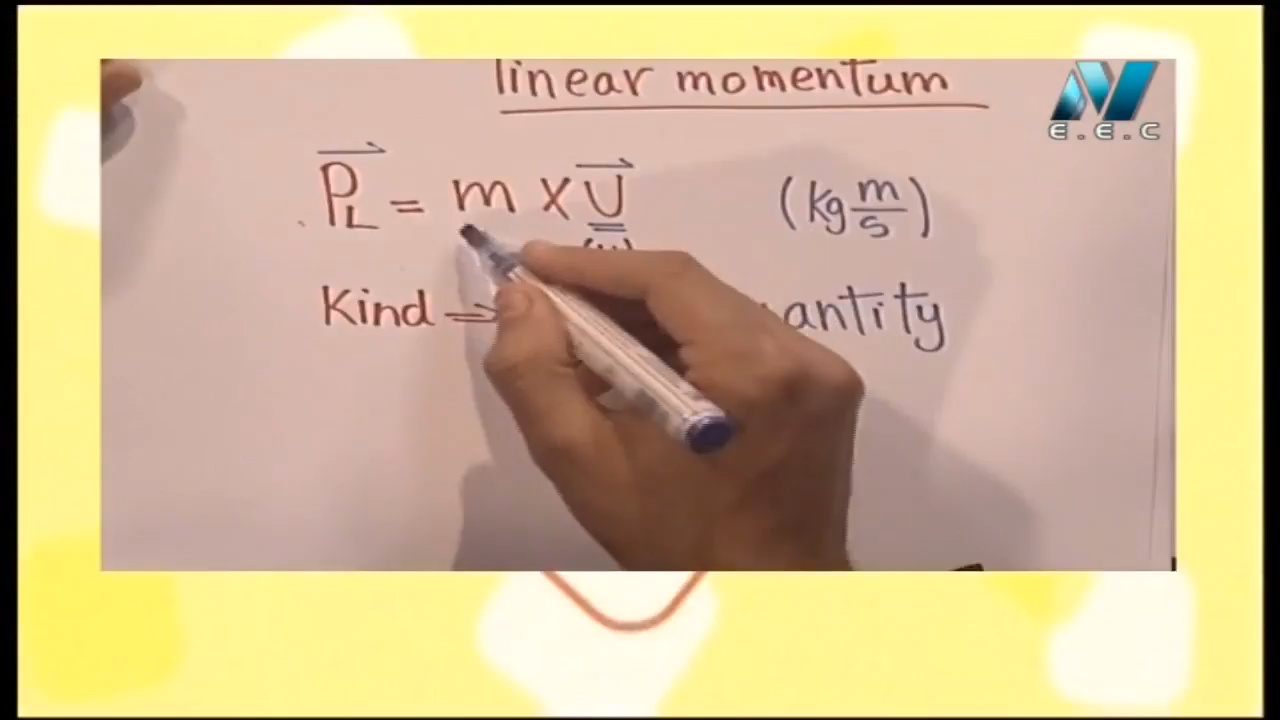 linear momentum
N
E.E.C
P⃗L = m × U⃗ (kg m/s)
Kind ⇒ antity